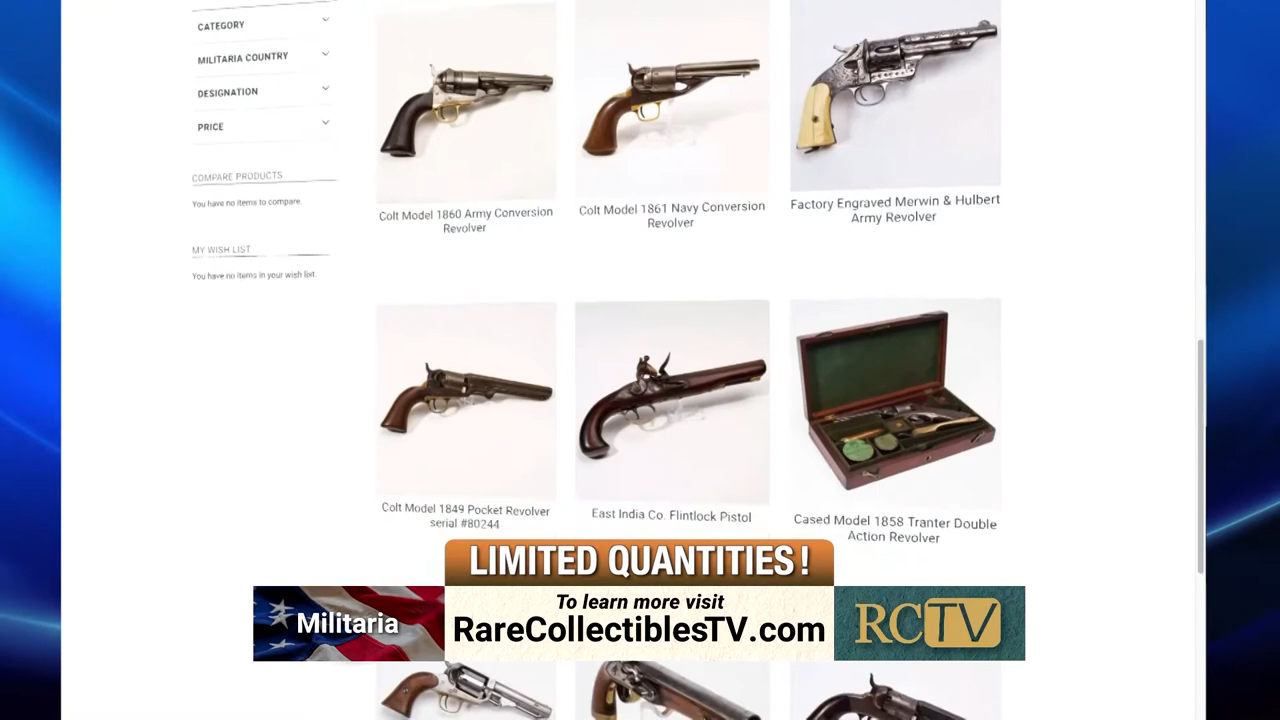 CATEGORY
MILITARIA COUNTRY
DESIGNATION
PRICE
COMPARE PRODUCTS
You have no items to compare.
MY WISH LIST
You have no items in your wish list.
Colt Model 1860 Army Conversion
Revolver
Colt Model 1861 Navy Conversion
Revolver
Factory Engraved Merwin & Hulbert
Army Revolver
Colt Model 1849 Pocket Revolver
serial #80244
East India Co. Flintlock Pistol
Cased Model 1858 Tranter Double
Action Revolver
LIMITED QUANTITIES!
Militaria
To learn more visit
RareCollectiblesTV.com
RCTV